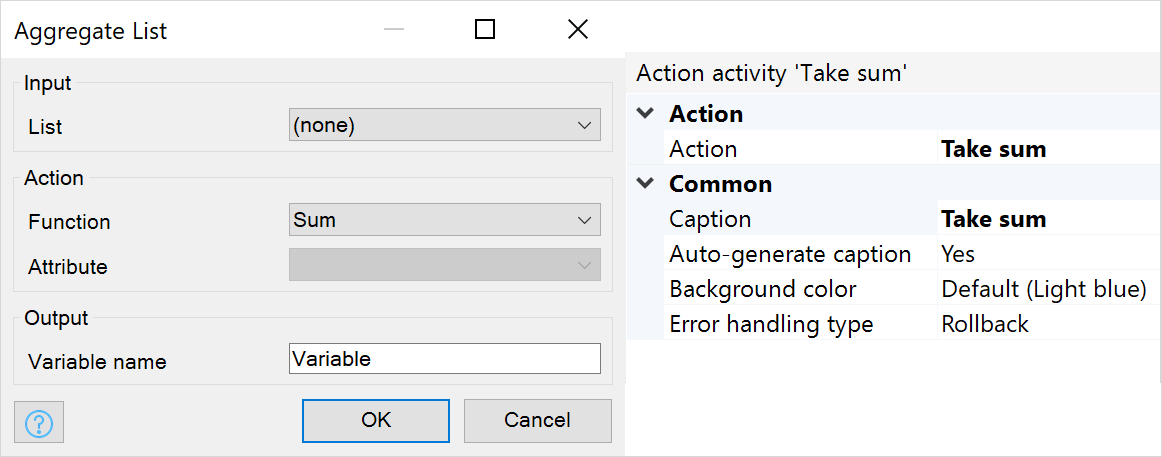 Aggregate List
Input
List (none)
Action
Function Sum
Attribute
Output
Variable name Variable
? OK Cancel
Action activity 'Take sum'
Action
Action Take sum
Common
Caption Take sum
Auto-generate caption Yes
Background color Default (Light blue)
Error handling type Rollback